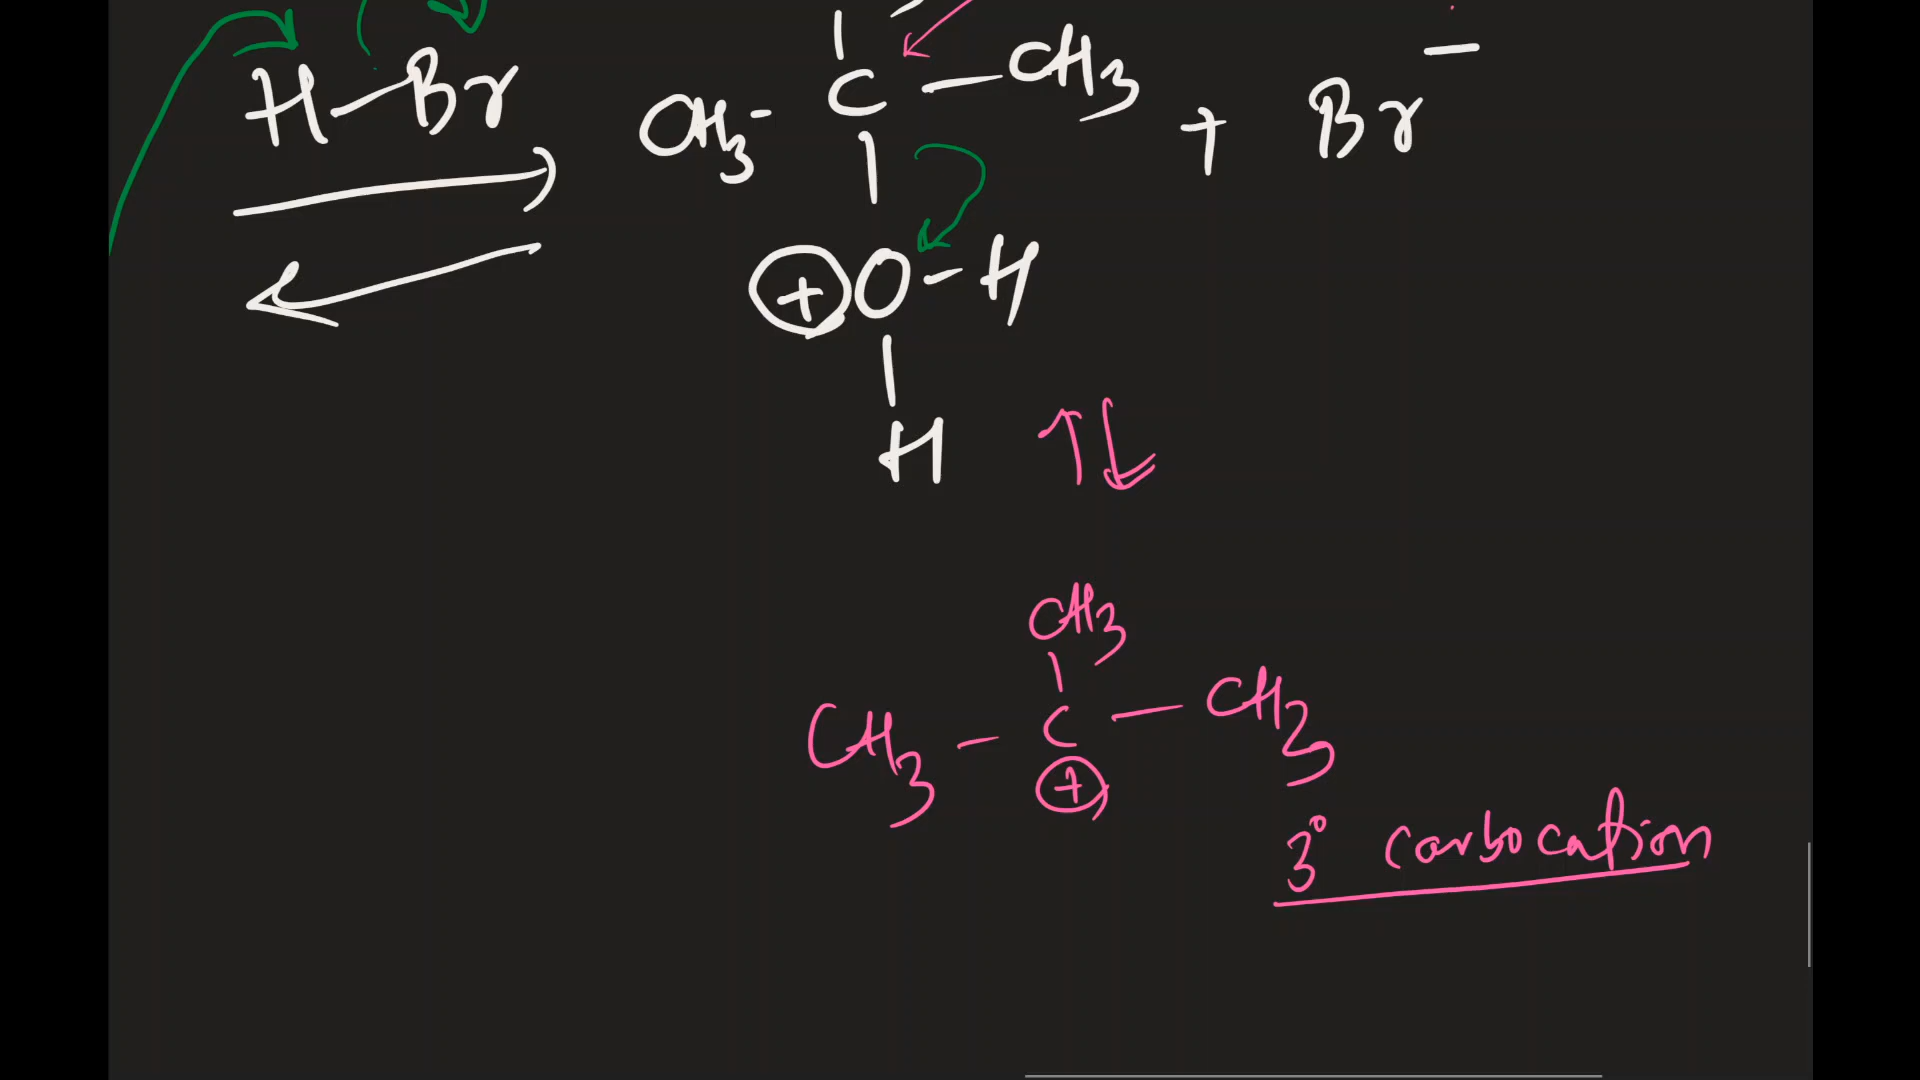 H-Br
CH3-C-CH3 + Br-
+O-H
H
CH3
CH3-C-CH3
+
3° carbocation